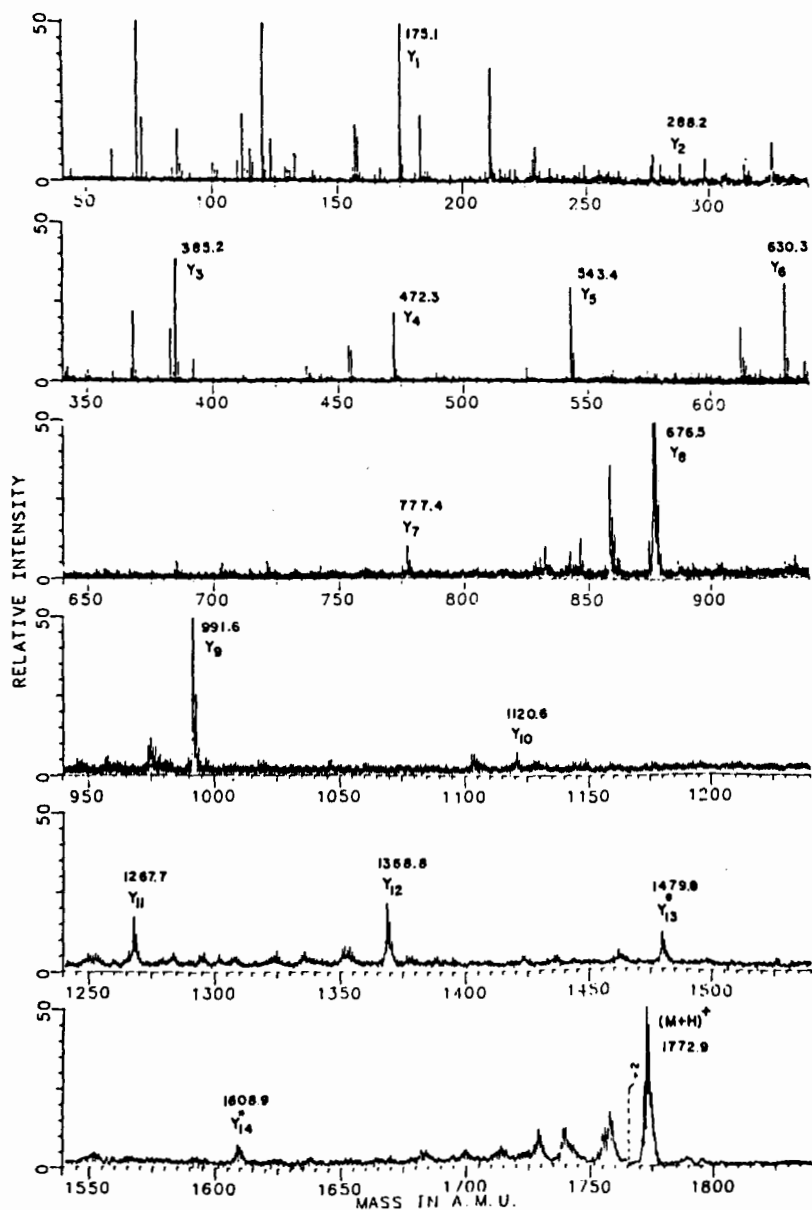 RELATIVE INTENSITY
50
175.1
Y1
288.2
Y2
0
50 100 150 200 250 300
50
385.2
Y3
472.3
Y4
543.4
Y5
630.3
Y6
0
350 400 450 500 550 600
50
777.4
Y7
676.5
Y8
0
650 700 750 800 850 900
50
991.6
Y9
1120.6
Y10
0
950 1000 1050 1100 1150 1200
50
1267.7
Y11
1368.8
Y12
1479.8
Y*13
0
1250 1300 1350 1400 1450 1500
50
1608.9
Y*14
÷2
(M+H)+
1772.9
0
1550 1600 1650 1700 1750 1800
MASS IN A.M.U.